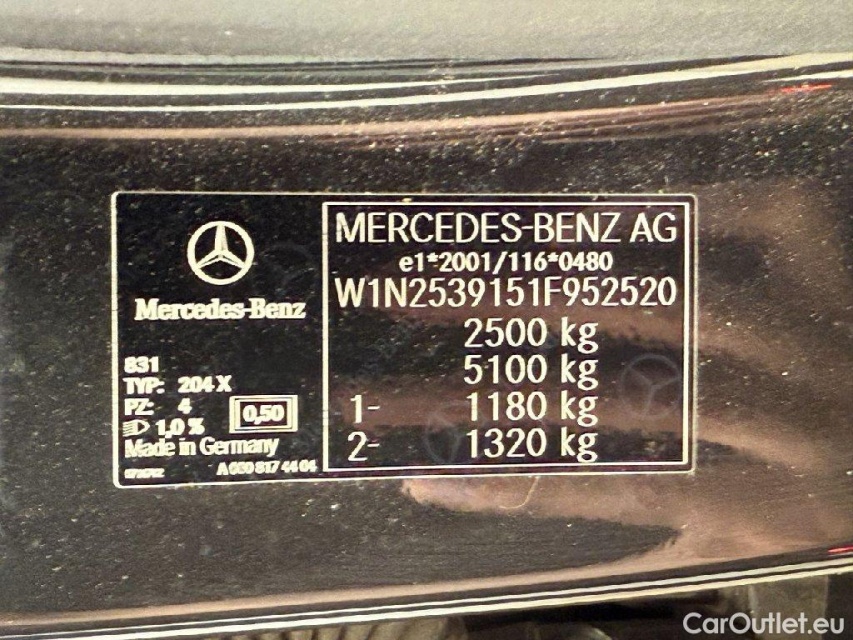 MERCEDES-BENZ AG
e1*2001/116*0480
W1N2539151F952520
2500 kg
5100 kg
1- 1180 kg
2- 1320 kg
Mercedes-Benz
831
TYP: 204 X
PZ: 4
0,50
1,0 %
Made in Germany
A 030 817 44 04
CarOutlet.eu